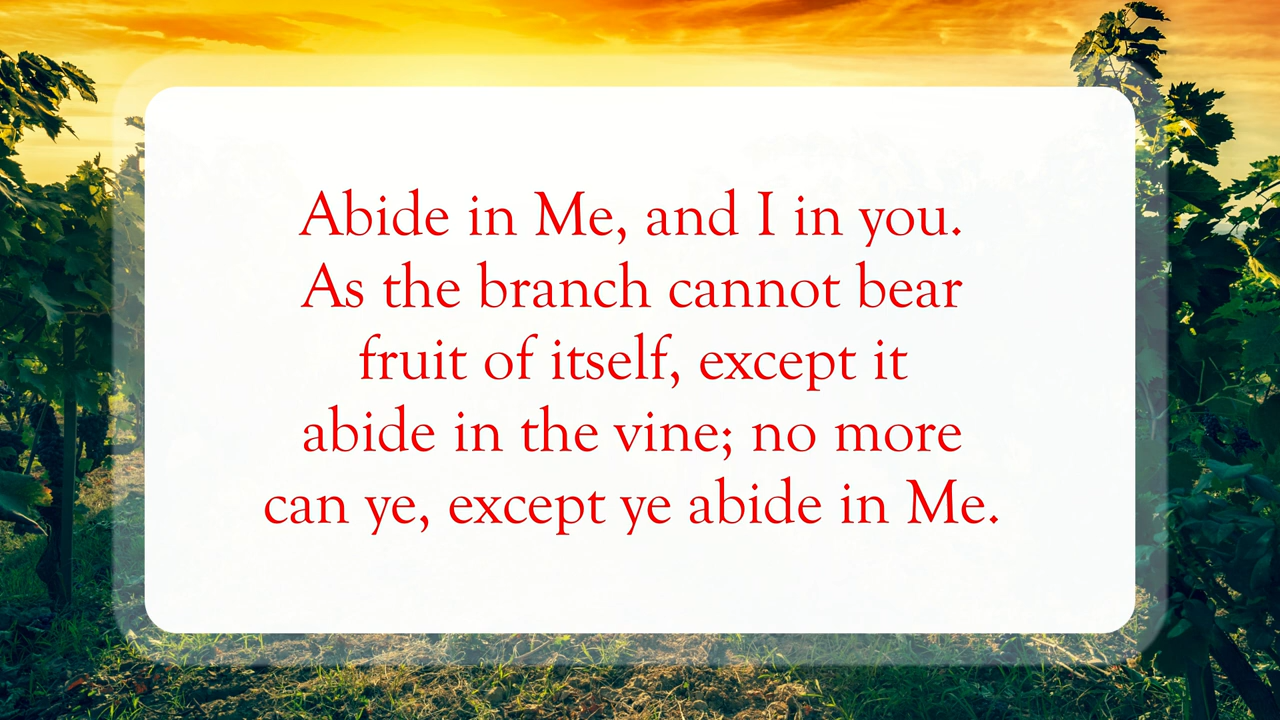 Abide in Me, and I in you.
As the branch cannot bear
fruit of itself, except it
abide in the vine; no more
can ye, except ye abide in Me.